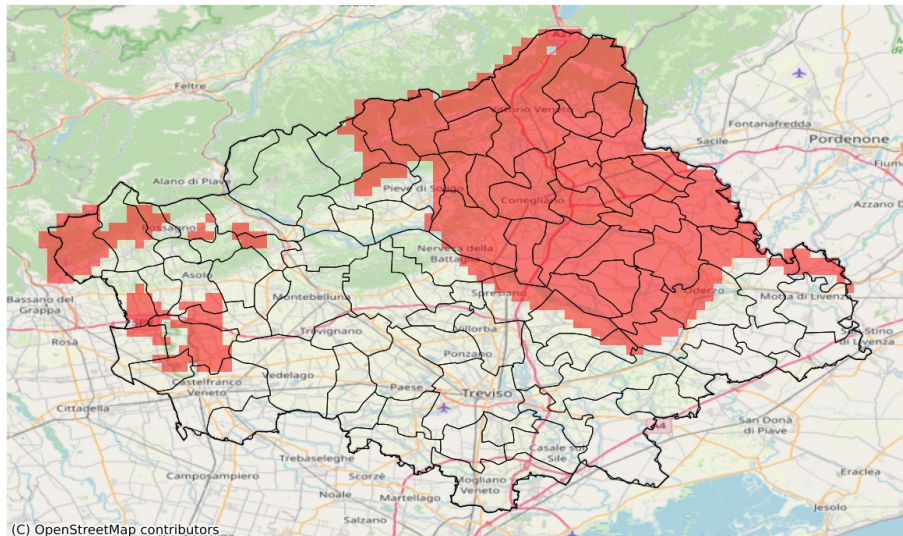 Feltre
Vittorio Veneto
Fontanafredda
Pordenone
Sacile
Fiume
Alano di Piave
Pieve di Soligo
Conegliano
Azzano D
Nervesa della
Battaglia
Asolo
Bassano del
Grappa
Montebelluna
Spresiano
Oderzo
Motta di Livenza
Rosà
Trevignano
Villorba
San Stino
di Livenza
Ponzano
Vedelago
Castelfranco
Veneto
Paese
Treviso
Cittadella
A4
San Donà
di Piave
Trebaseleghe
Casale sul
Sile
Camposampiero
Scorzè
Mogliano
Veneto
Eraclea
Noale
Martellago
Jesolo
Salzano
(C) OpenStreetMap contributors